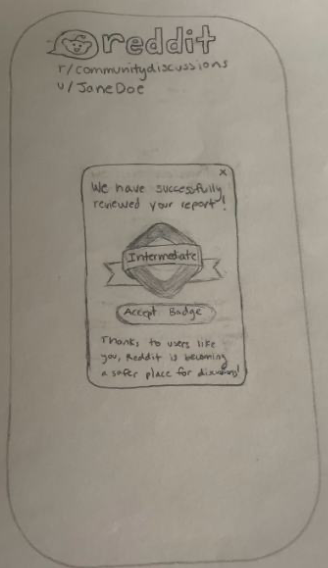 reddit
r/communitydiscussions
u/JaneDoe
x
We have successfully
reviewed your report!
Intermediate
Accept Badge
Thanks to users like
you, Reddit is becoming
a safer place for